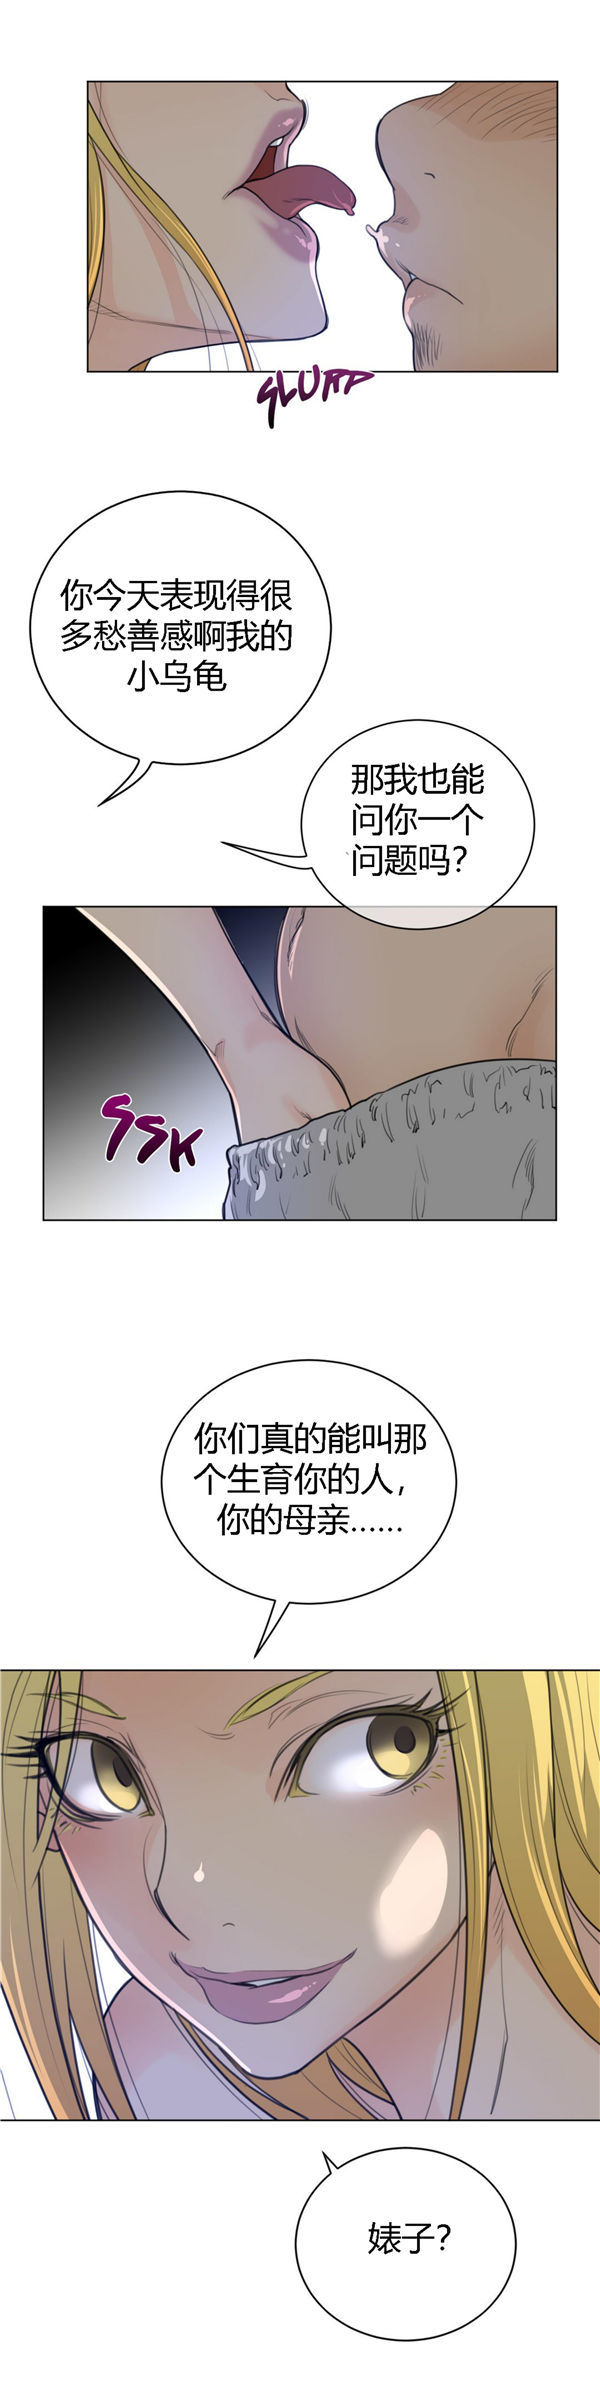 SLURP
你今天表现得很
多愁善感啊我的
小乌龟
那我也能
问你一个
问题吗？
SSK
你们真的能叫那
个生育你的人，
你的母亲……
婊子？